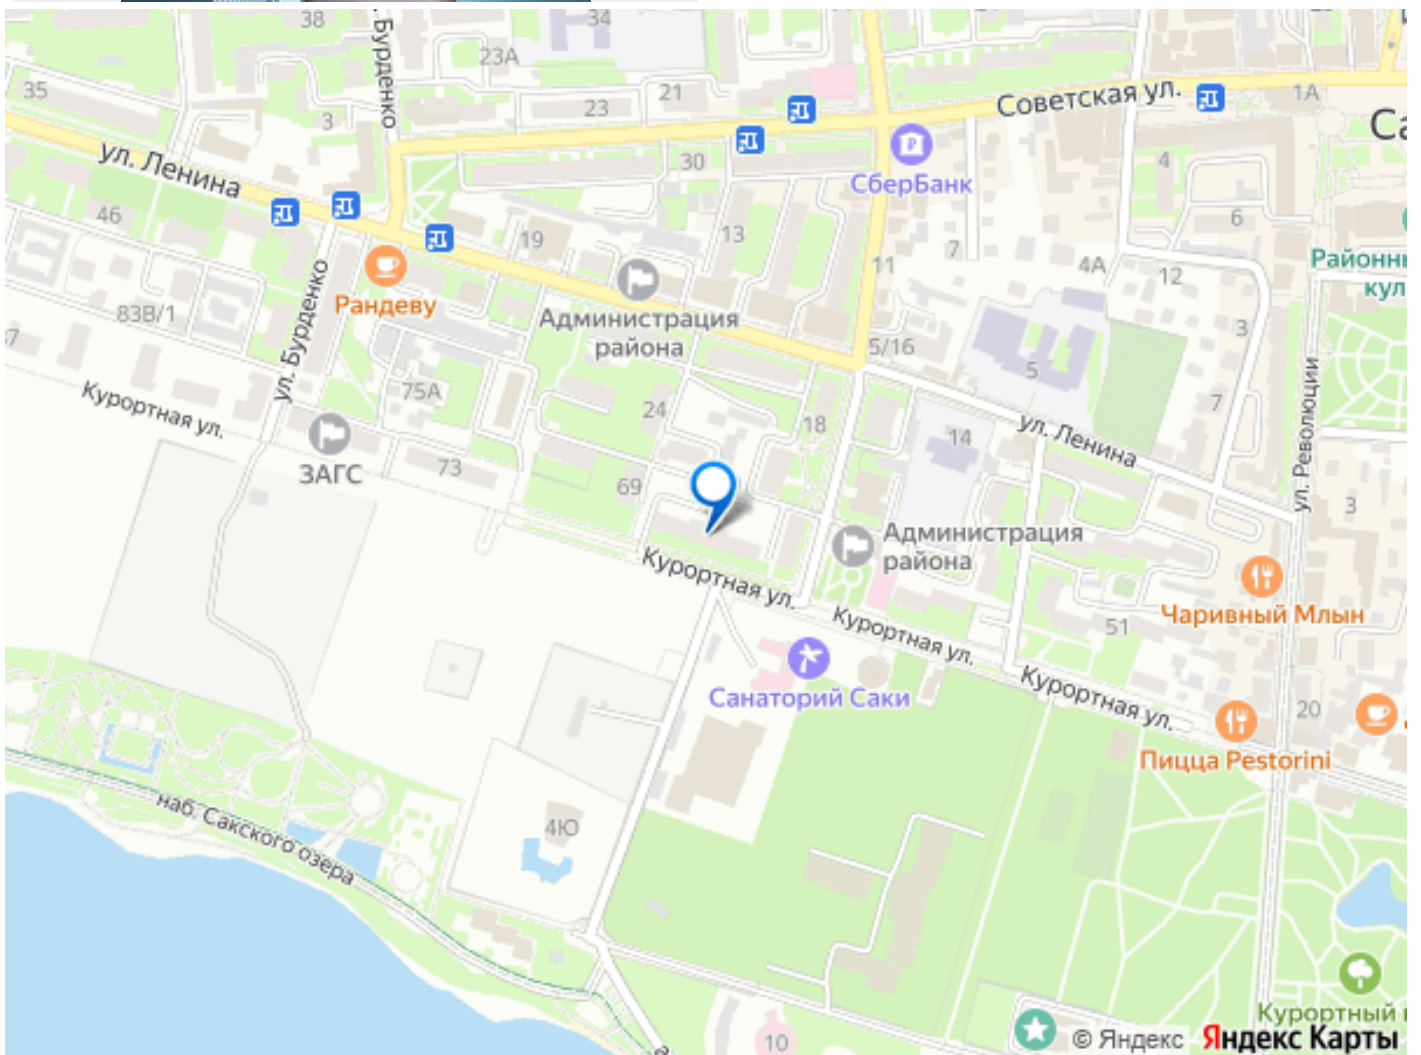 38
34
ул. Бурденко
23А
35
23
21
3
Советская ул.
1А
Са
ул. Ленина
30
4
СберБанк
46
19
13
7
6
11
4А
12
Районны
кул
Рандеву
83В/1
Администрация
района
ул. Бурденко
5/16
3
5
Курортная ул.
75А
24
18
14
7
ул. Ленина
ул. Революции
ЗАГС
73
69
3
Администрация
района
Курортная ул.
Чаривный Млын
Курортная ул.
51
Санаторий Саки
Курортная ул.
20
Пицца Pestorini
наб. Сакского озера
4Ю
Курортный
10
© Яндекс
Яндекс Карты